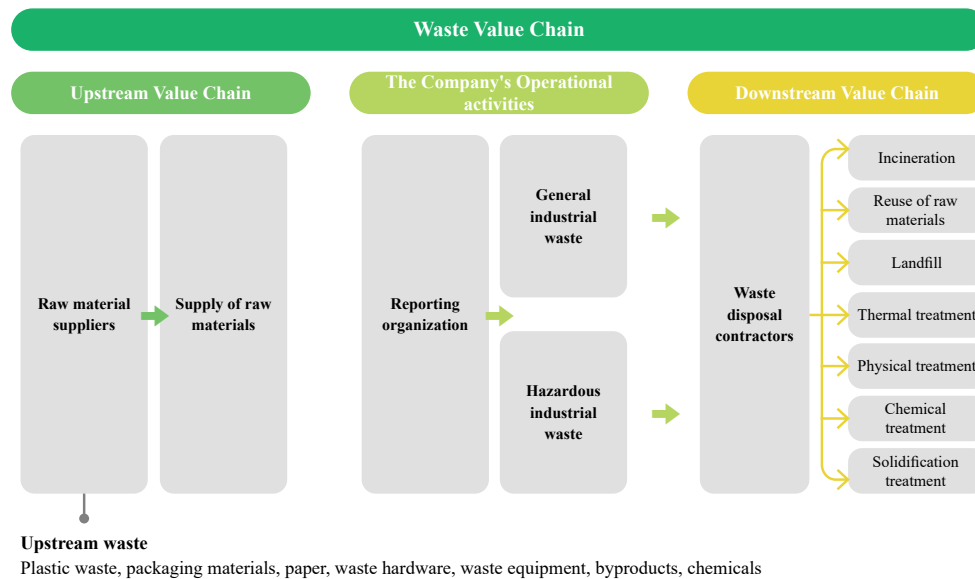 Waste Value Chain
Upstream Value Chain
The Company's Operational
activities
Downstream Value Chain
Raw material
suppliers
Supply of raw
materials
Reporting
organization
General
industrial
waste
Hazardous
industrial
waste
Waste
disposal
contractors
Incineration
Reuse of raw
materials
Landfill
Thermal treatment
Physical treatment
Chemical
treatment
Solidification
treatment
Upstream waste
Plastic waste, packaging materials, paper, waste hardware, waste equipment, byproducts, chemicals